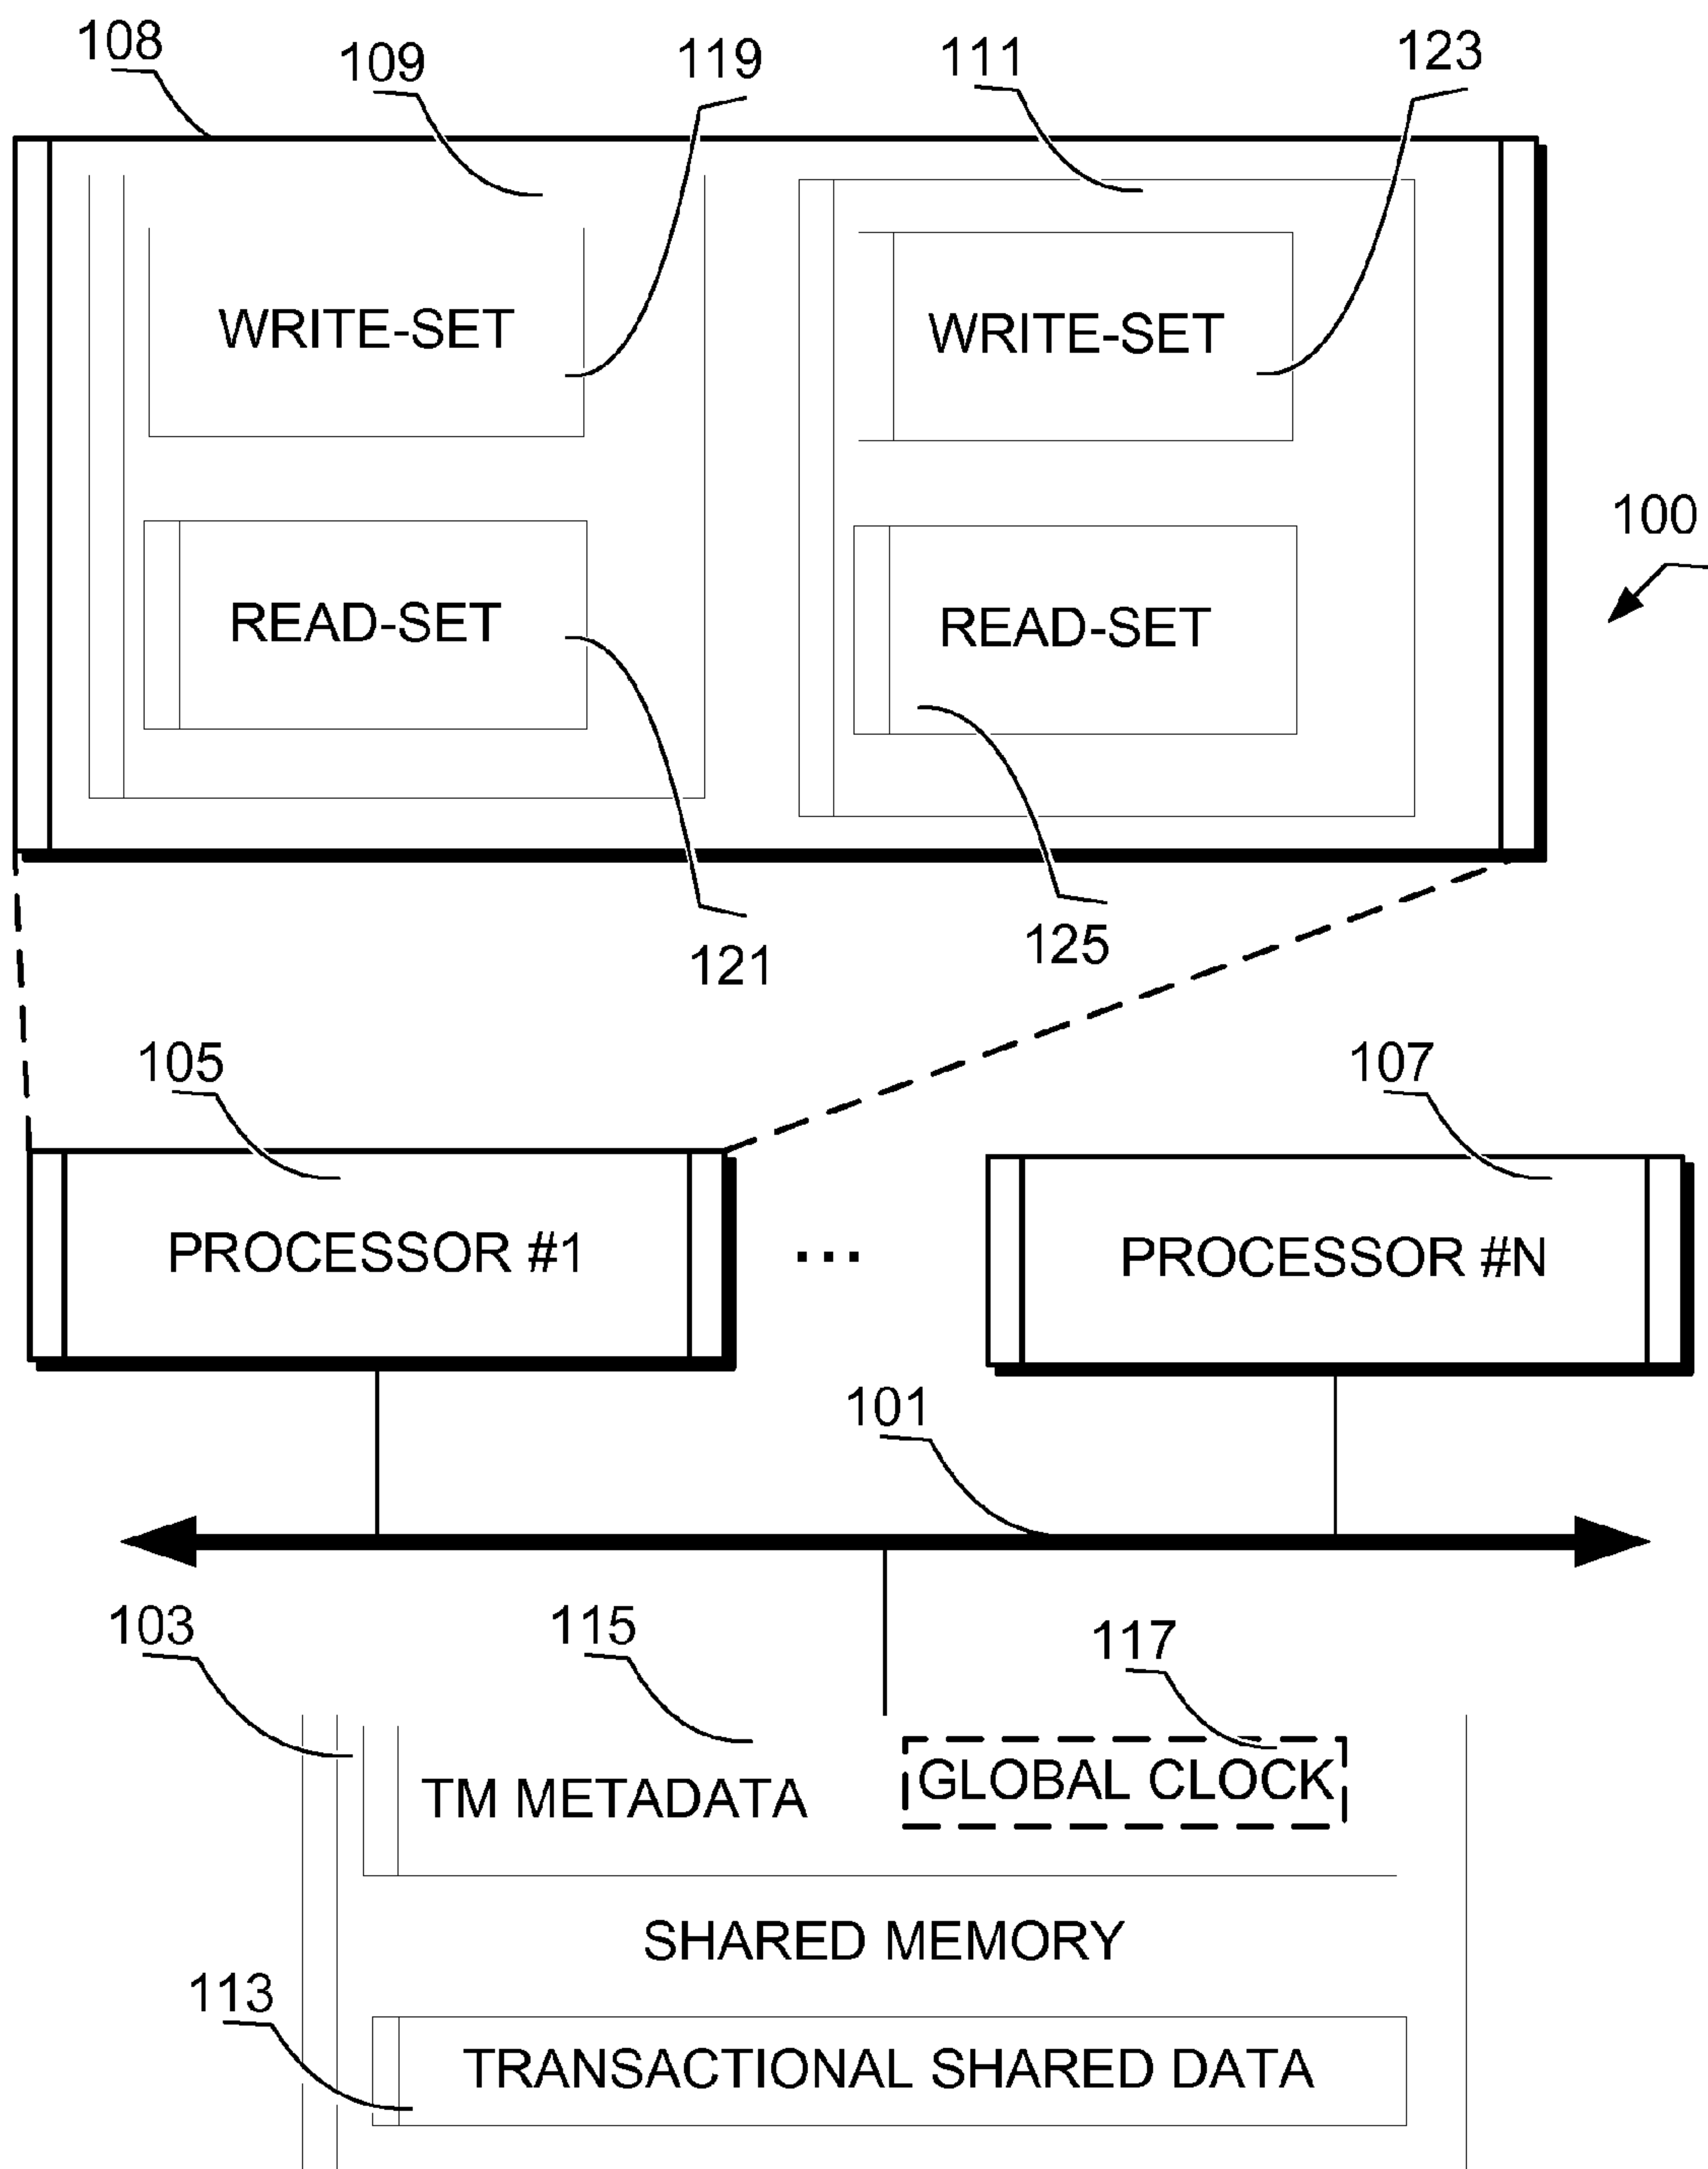 108
109
119
111
123
WRITE-SET
WRITE-SET
100
READ-SET
READ-SET
121
125
105
107
PROCESSOR #1
...
PROCESSOR #N
101
103
115
117
TM METADATA
GLOBAL CLOCK
SHARED MEMORY
113
TRANSACTIONAL SHARED DATA